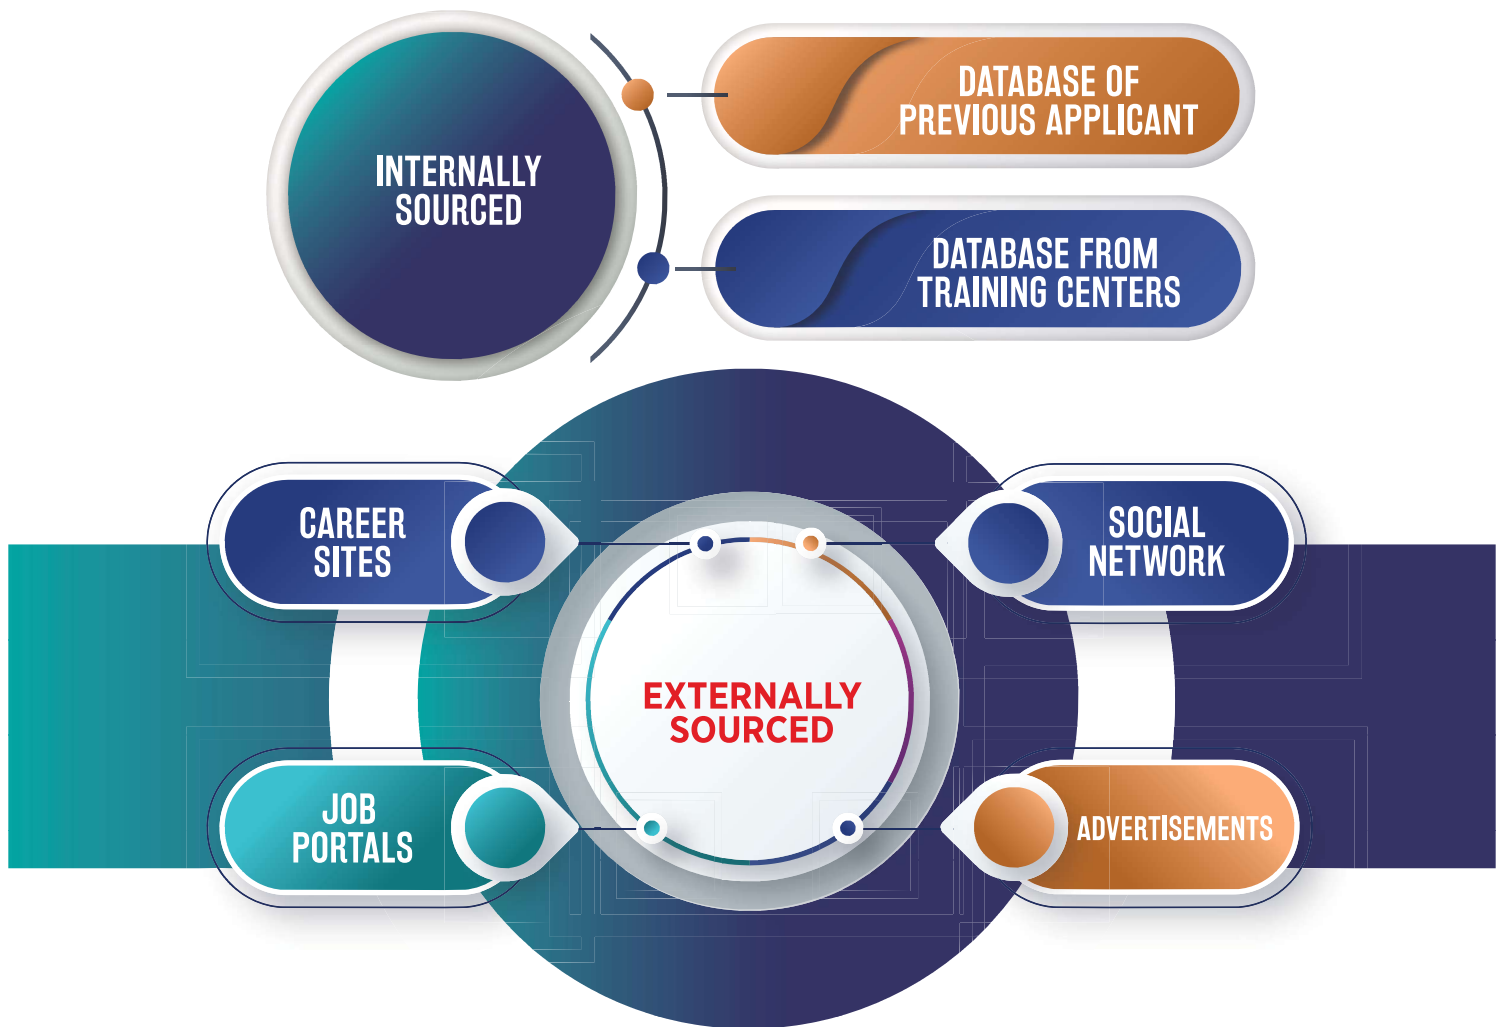 INTERNALLY
SOURCED
DATABASE OF
PREVIOUS APPLICANT
DATABASE FROM
TRAINING CENTERS
CAREER
SITES
SOCIAL
NETWORK
EXTERNALLY
SOURCED
JOB
PORTALS
ADVERTISEMENTS